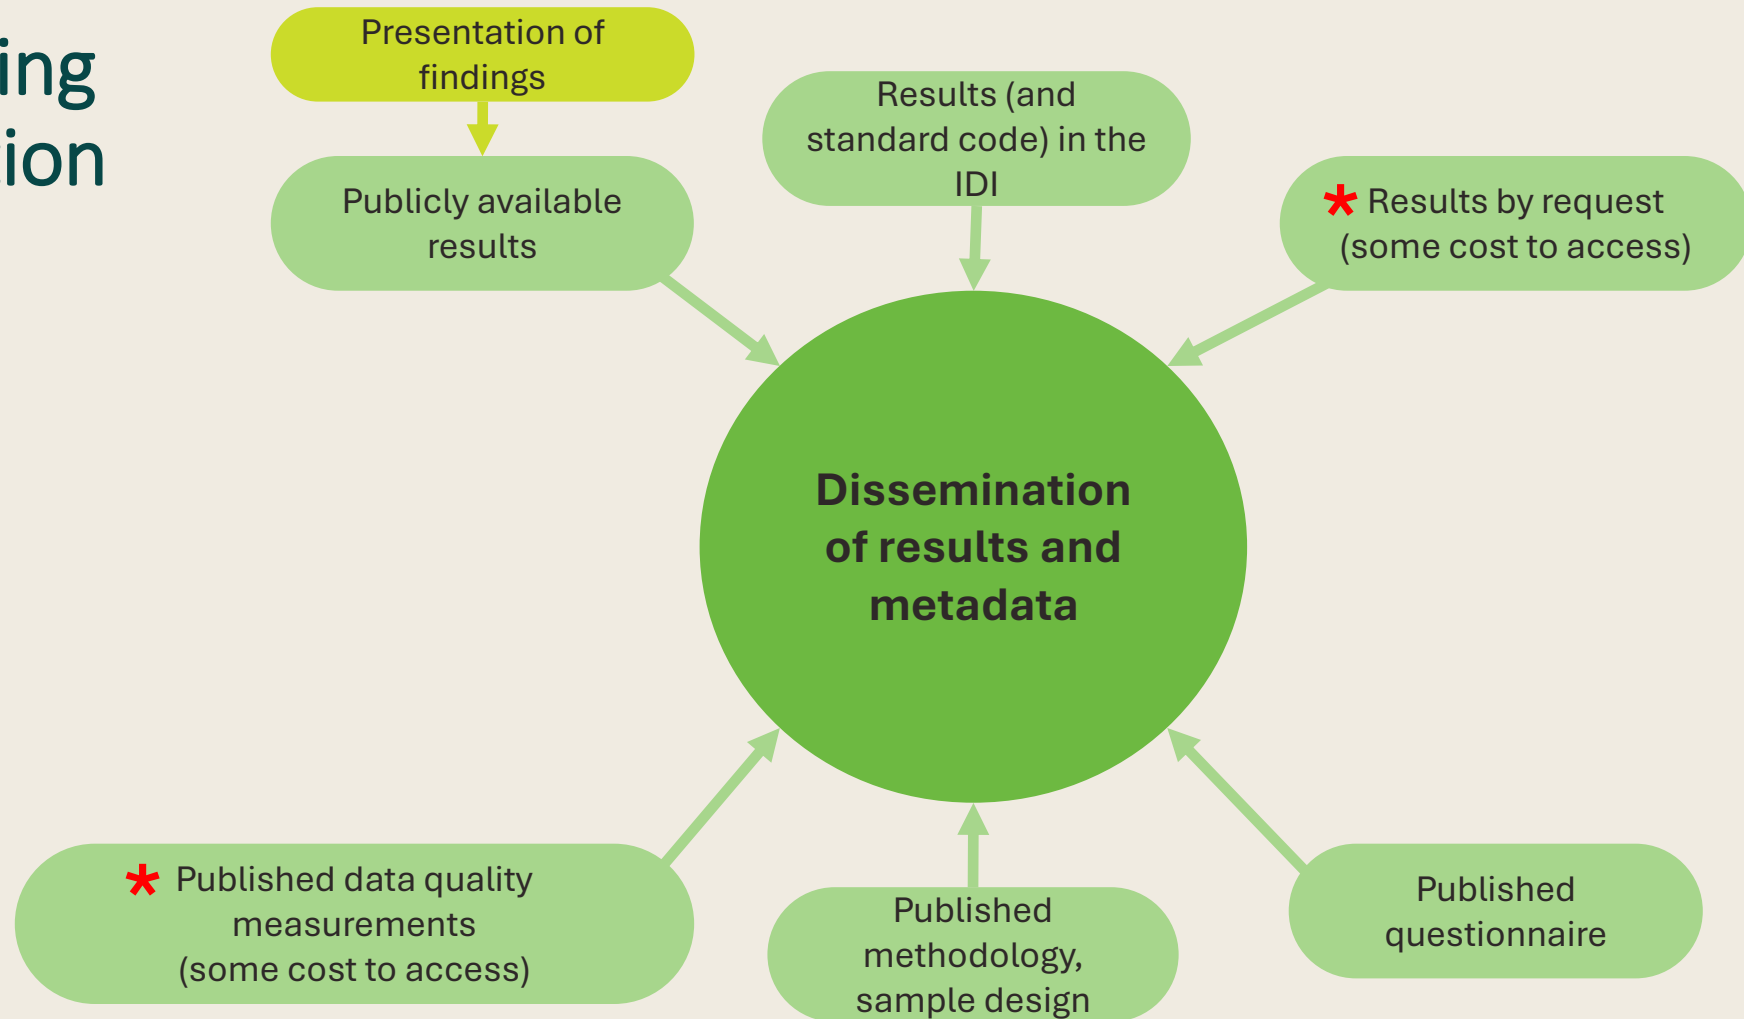 ing
tion
Presentation of
findings
Publicly available
results
Results (and
standard code) in the
IDI
* Results by request
(some cost to access)
Dissemination
of results and
metadata
* Published data quality
measurements
(some cost to access)
Published
methodology,
sample design
Published
questionnaire